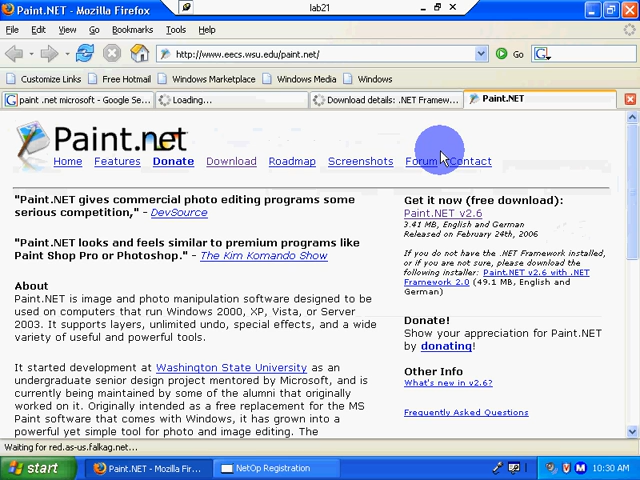 Paint.NET - Mozilla Firefox
lab21
File Edit View Go Bookmarks Tools Help
http://www.eecs.wsu.edu/paint.net/
Go
G
Customize Links Free Hotmail Windows Marketplace Windows Media Windows
paint .net microsoft - Google Se...
Loading...
Download details: .NET Framew...
Paint.NET
Paint.net
Home Features Donate Download Roadmap Screenshots Forum Contact
"Paint.NET gives commercial photo editing programs some
serious competition," - DevSource
"Paint.NET looks and feels similar to premium programs like
Paint Shop Pro or Photoshop." - The Kim Komando Show
About
Paint.NET is image and photo manipulation software designed to be
used on computers that run Windows 2000, XP, Vista, or Server
2003. It supports layers, unlimited undo, special effects, and a wide
variety of useful and powerful tools.
It started development at Washington State University as an
undergraduate senior design project mentored by Microsoft, and is
currently being maintained by some of the alumni that originally
worked on it. Originally intended as a free replacement for the MS
Paint software that comes with Windows, it has grown into a
powerful yet simple tool for photo and image editing. The
Get it now (free download):
Paint.NET v2.6
3.41 MB, English and German
Released on February 24th, 2006
If you do not have the .NET Framework installed,
or if you are not sure, please download the
following installer: Paint.NET v2.6 with .NET
Framework 2.0 (49.1 MB, English and
German)
Donate!
Show your appreciation for Paint.NET
by donating!
Other Info
What's new in v2.6?
Frequently Asked Questions
Waiting for red.as-us.falkag.net...
start
Paint.NET - Mozilla Fir...
NetOp Registration
10:30 AM